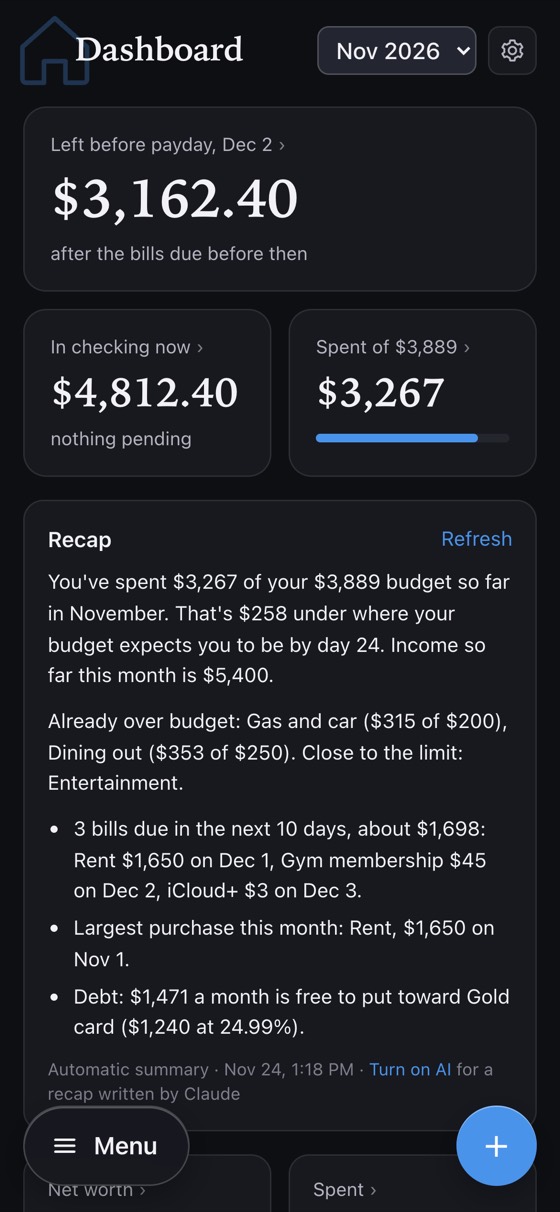 Dashboard
Nov 2026
Left before payday, Dec 2 ›
$3,162.40
after the bills due before then
In checking now ›
$4,812.40
nothing pending
Spent of $3,889 ›
$3,267
Recap
Refresh
You've spent $3,267 of your $3,889 budget so far
in November. That's $258 under where your
budget expects you to be by day 24. Income so
far this month is $5,400.
Already over budget: Gas and car ($315 of $200),
Dining out ($353 of $250). Close to the limit:
Entertainment.
• 3 bills due in the next 10 days, about $1,698:
Rent $1,650 on Dec 1, Gym membership $45
on Dec 2, iCloud+ $3 on Dec 3.
• Largest purchase this month: Rent, $1,650 on
Nov 1.
• Debt: $1,471 a month is free to put toward Gold
card ($1,240 at 24.99%).
Automatic summary · Nov 24, 1:18 PM · Turn on AI for a
recap written by Claude
Menu
+
Net worth ›
Spent ›